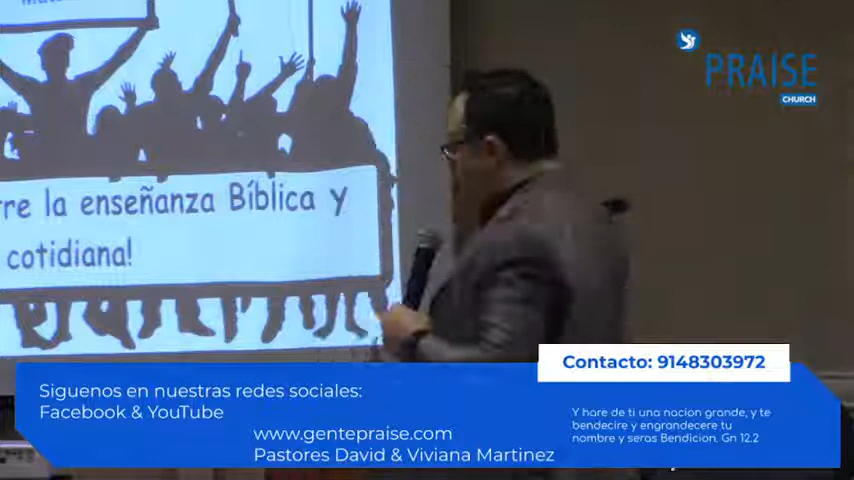 PRAISE
CHURCH
la enseñanza Bíblica y
cotidiana!
Contacto: 9148303972
Siguenos en nuestras redes sociales:
Facebook & YouTube
www.gentepraise.com
Pastores David & Viviana Martinez
Y hare de ti una nacion grande, y te
bendecire y engrandecere tu
nombre y seras Bendicion. Gn 12.2